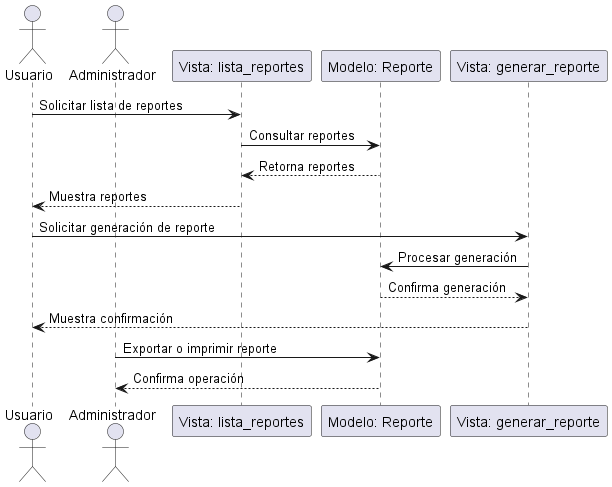 Usuario
Administrador
Vista: lista_reportes
Modelo: Reporte
Vista: generar_reporte
Solicitar lista de reportes
Consultar reportes
Retorna reportes
Muestra reportes
Solicitar generación de reporte
Procesar generación
Confirma generación
Muestra confirmación
Exportar o imprimir reporte
Confirma operación
Usuario
Administrador
Vista: lista_reportes
Modelo: Reporte
Vista: generar_reporte